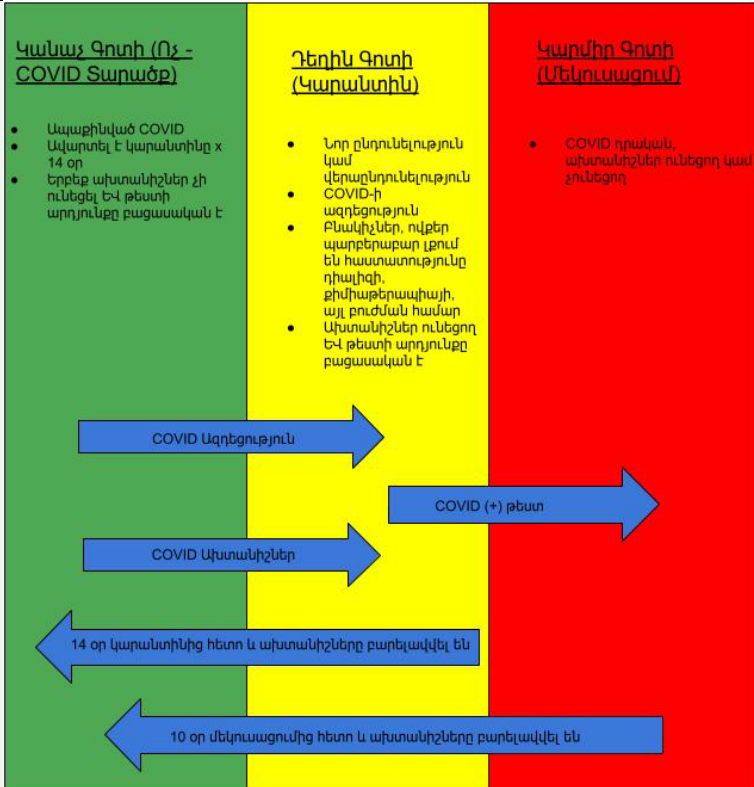 Կանաչ Գոտի (Ոչ -
COVID Տարածք)
● Ապաքինված COVID
● Ավարտել է կարանտինը x
14 օր
● Երբեք ախտանիշներ չի
ունեցել ԵՎ թեստի
արդյունքը բացասական է
Դեղին Գոտի
(Կարանտին)
● Նոր ընդունելություն
կամ
վերաընդունելություն
● COVID-ի
ազդեցություն
● Բնակիչներ, ովքեր
պարբերաբար լքում
են հաստատությունը
դիալիզի,
քիմիաթերապիայի,
այլ բուժման համար
● Ախտանիշներ ունեցող
ԵՎ թեստի արդյունքը
բացասական է
Կարմիր Գոտի
(Մեկուսացում)
● COVID դրական,
ախտանիշներ ունեցող կամ
չունեցող
COVID Ազդեցություն
COVID (+) թեստ
COVID Ախտանիշներ
14 օր կարանտինից հետո և ախտանիշները բարելավվել են
10 օր մեկուսացումից հետո և ախտանիշները բարելավվել են